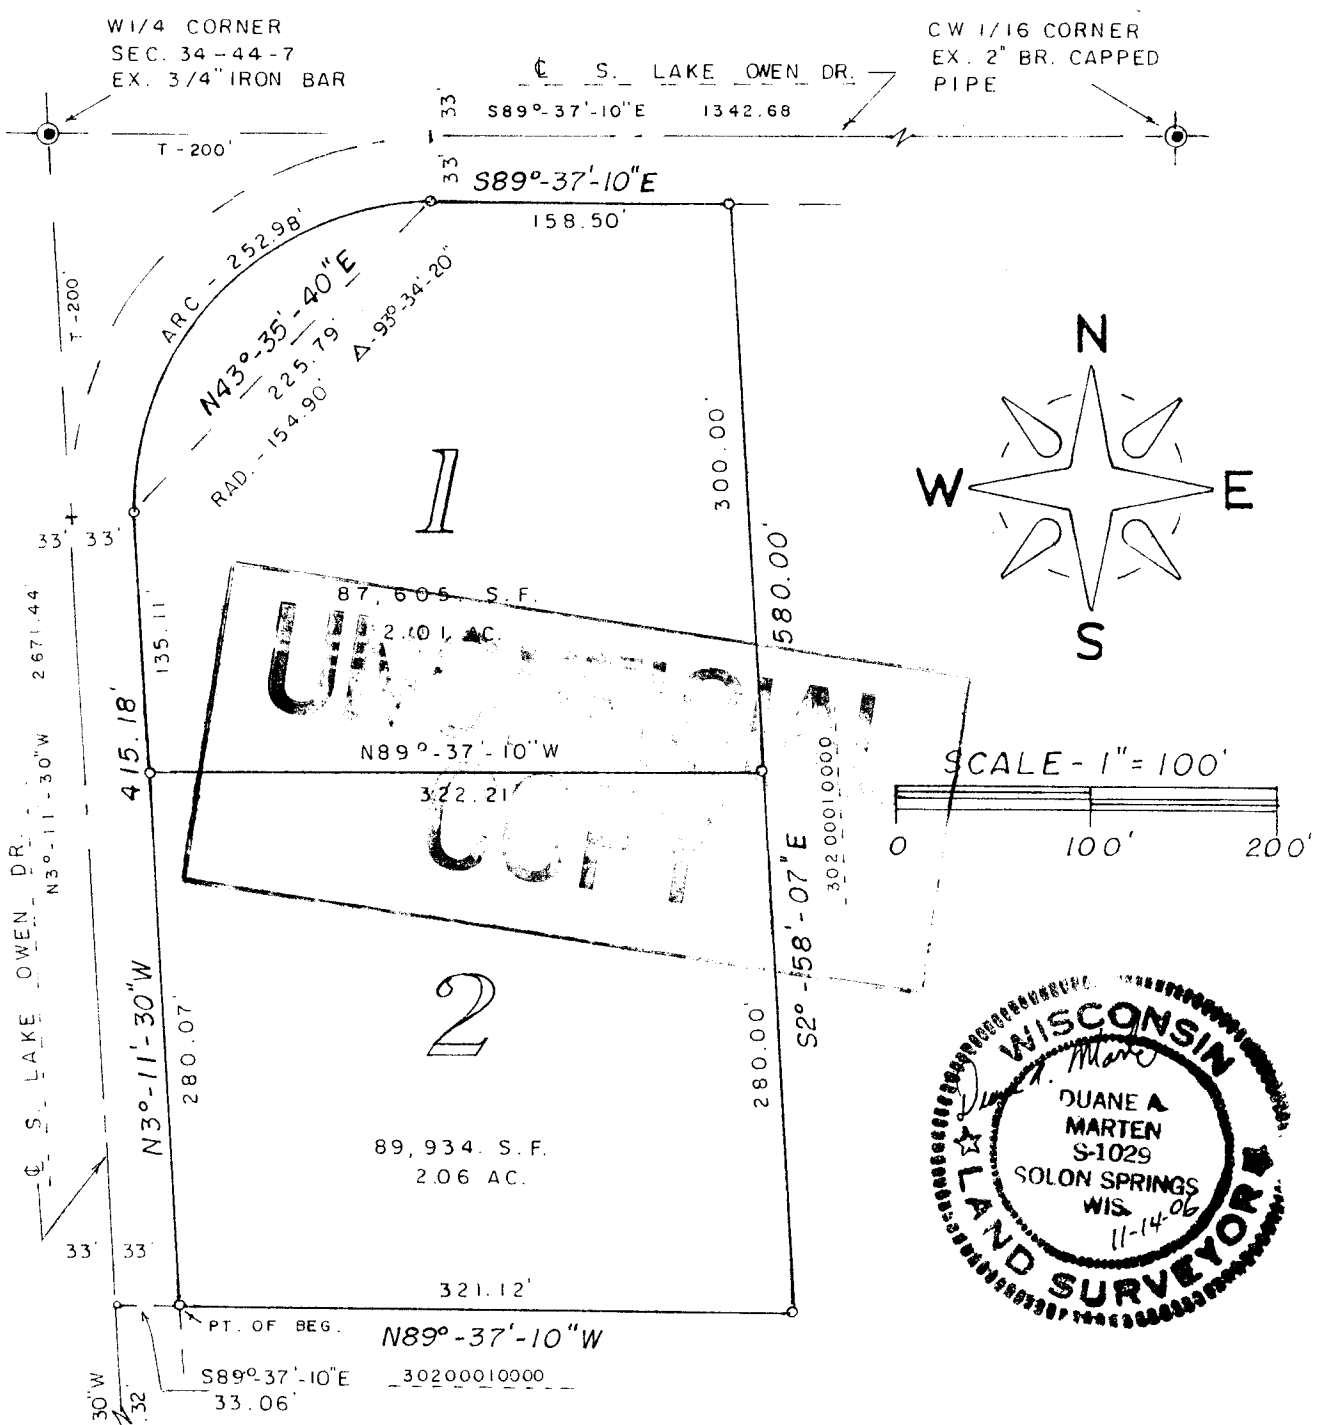 W1/4 CORNER
SEC. 34-44-7
EX. 3/4" IRON BAR
CW 1/16 CORNER
EX. 2" BR. CAPPED
PIPE
℄ S. LAKE OWEN DR.
S89°-37'-10"E 1342.68
33'
33'
T-200'
T-200'
S89°-37'-10"E
158.50'
ARC - 252.98'
N43°-35'-40"E
225.79'
RAD. - 154.90'
Δ-93°-34'-20"
1
87,605. S.F.
2.01 AC.
300.00'
580.00'
N
W E
S
33' 33'
135.11'
415.18'
2671.44'
N3°-11'-30"W
℄ S. LAKE OWEN DR.
N89°-37'-10"W
322.21'
UNOFFICIAL
COPY
30200010000
SCALE - 1" = 100'
0 100' 200'
S2°-58'-07"E
N3°-11'-30"W
280.07'
2
280.00'
89,934. S.F.
2.06 AC.
WISCONSIN
DUANE A.
MARTEN
S-1029
SOLON SPRINGS
WIS.
11-14-06
LAND SURVEYOR
33' 33'
321.12'
PT. OF BEG.
N89°-37'-10"W
S89°-37'-10"E 30200010000
33.06'
30"W
32'